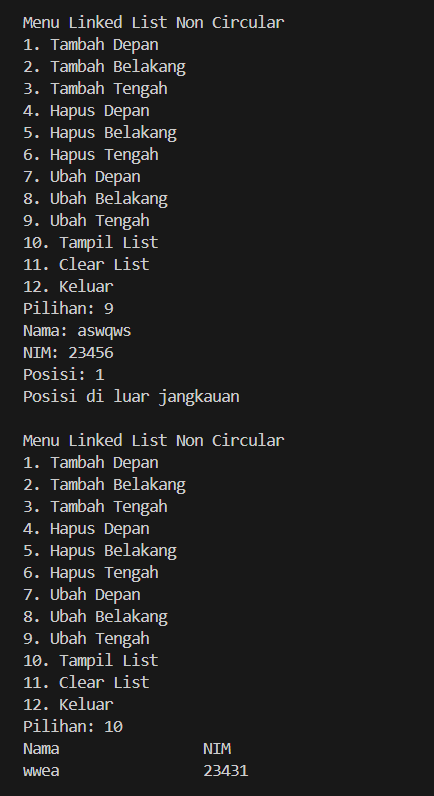 Menu Linked List Non Circular
1. Tambah Depan
2. Tambah Belakang
3. Tambah Tengah
4. Hapus Depan
5. Hapus Belakang
6. Hapus Tengah
7. Ubah Depan
8. Ubah Belakang
9. Ubah Tengah
10. Tampil List
11. Clear List
12. Keluar
Pilihan: 9
Nama: aswqws
NIM: 23456
Posisi: 1
Posisi di luar jangkauan

Menu Linked List Non Circular
1. Tambah Depan
2. Tambah Belakang
3. Tambah Tengah
4. Hapus Depan
5. Hapus Belakang
6. Hapus Tengah
7. Ubah Depan
8. Ubah Belakang
9. Ubah Tengah
10. Tampil List
11. Clear List
12. Keluar
Pilihan: 10
Nama NIM
wwea 23431